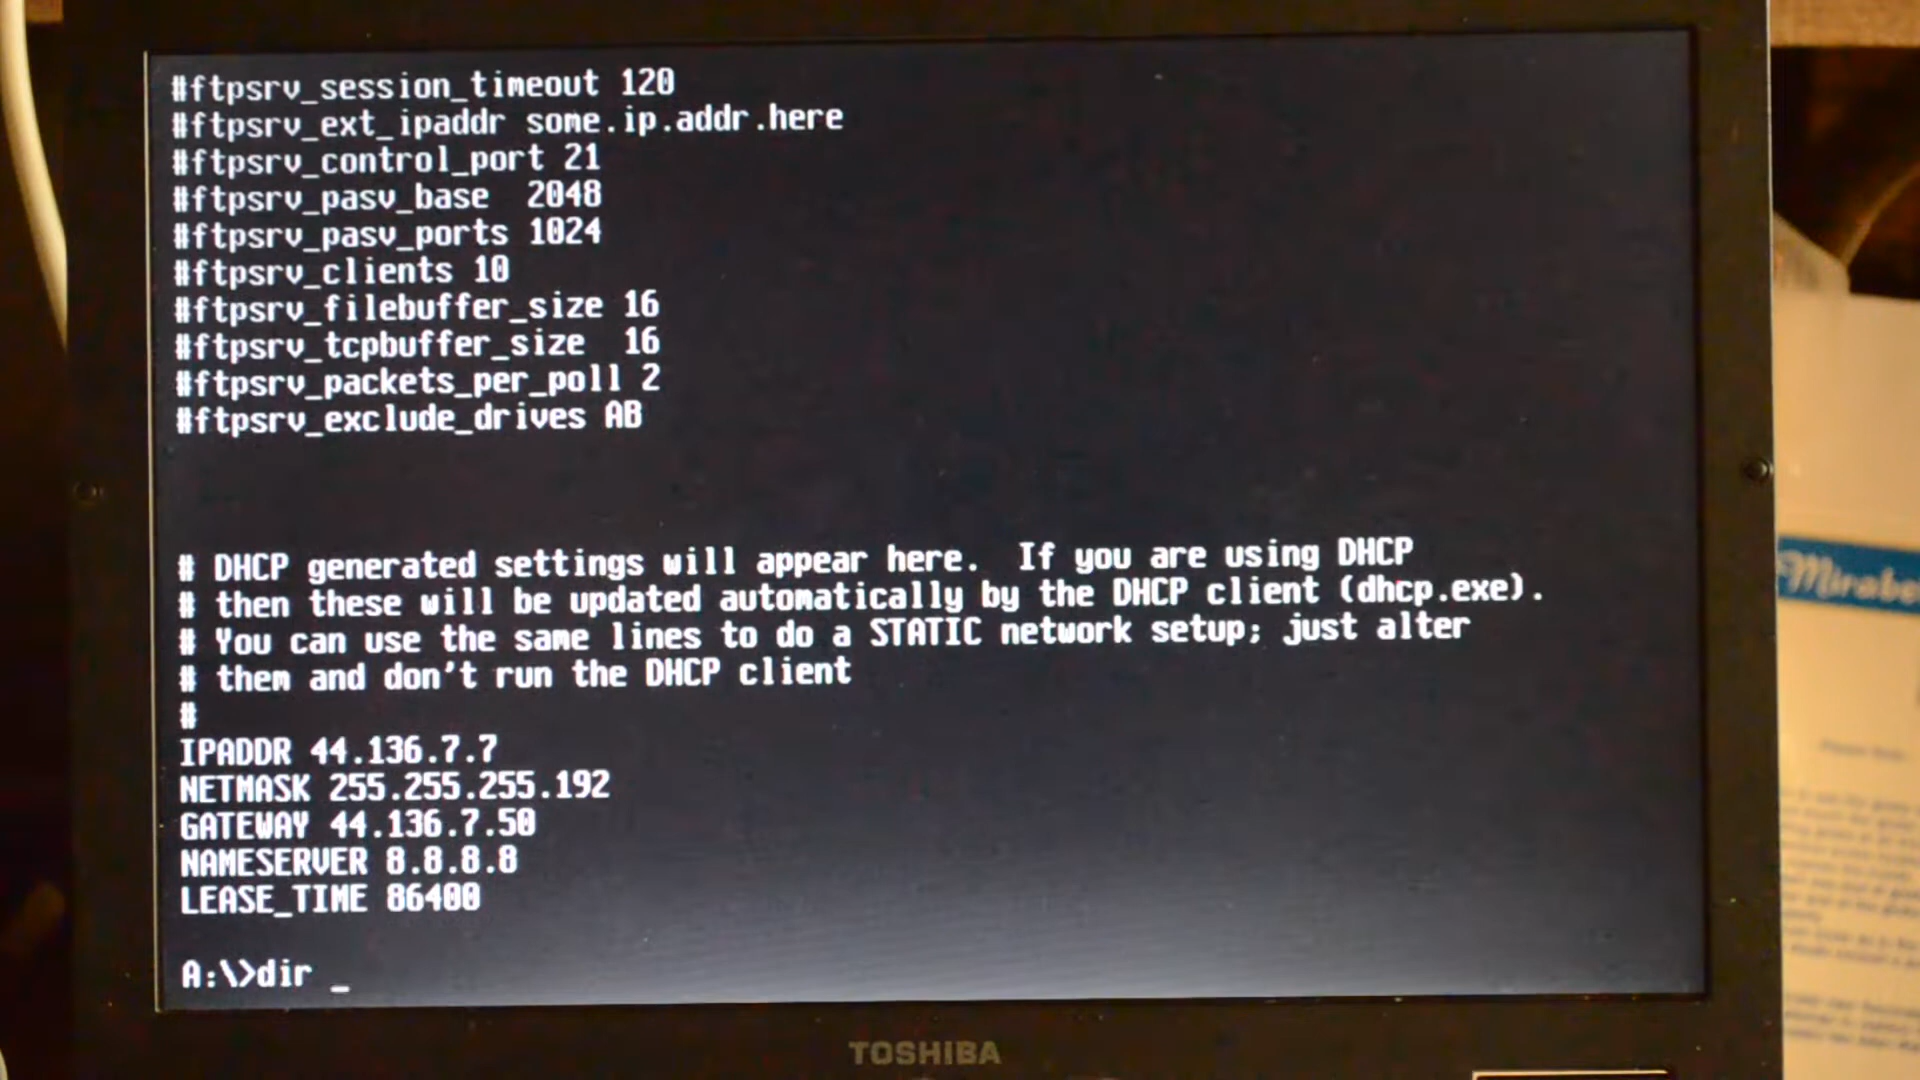 #ftpsrv_session_timeout 120
#ftpsrv_ext_ipaddr some.ip.addr.here
#ftpsrv_control_port 21
#ftpsrv_pasv_base  2048
#ftpsrv_pasv_ports 1024
#ftpsrv_clients 10
#ftpsrv_filebuffer_size 16
#ftpsrv_tcpbuffer_size  16
#ftpsrv_packets_per_poll 2
#ftpsrv_exclude_drives AB
# DHCP generated settings will appear here.  If you are using DHCP
# then these will be updated automatically by the DHCP client (dhcp.exe).
# You can use the same lines to do a STATIC network setup; just alter
# them and don't run the DHCP client
#
IPADDR 44.136.7.7
NETMASK 255.255.255.192
GATEWAY 44.136.7.50
NAMESERVER 8.8.8.8
LEASE_TIME 86400
A:\>dir _
TOSHIBA